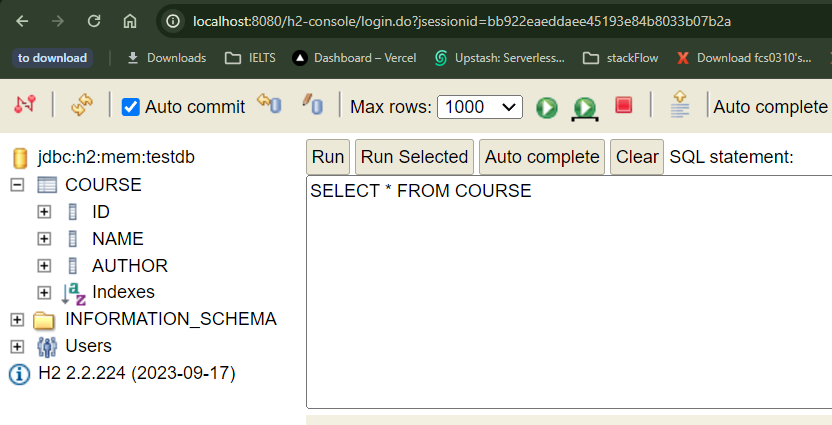 localhost:8080/h2-console/login.do?jsessionid=bb922eaeddaee45193e84b8033b07b2a
to download Downloads IELTS Dashboard – Vercel Upstash: Serverless... stackFlow Download fcs0310's...
Auto commit Max rows: 1000 Auto complete
jdbc:h2:mem:testdb
COURSE
ID
NAME
AUTHOR
Indexes
INFORMATION_SCHEMA
Users
H2 2.2.224 (2023-09-17)
Run Run Selected Auto complete Clear SQL statement:
SELECT * FROM COURSE